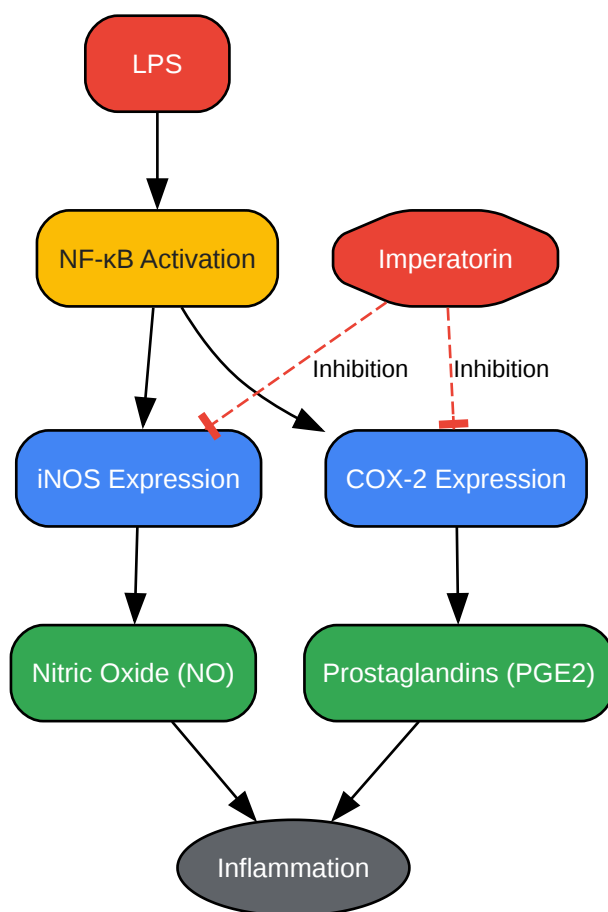 LPS
NF-κB Activation
Imperatorin
Inhibition
Inhibition
iNOS Expression
COX-2 Expression
Nitric Oxide (NO)
Prostaglandins (PGE2)
Inflammation